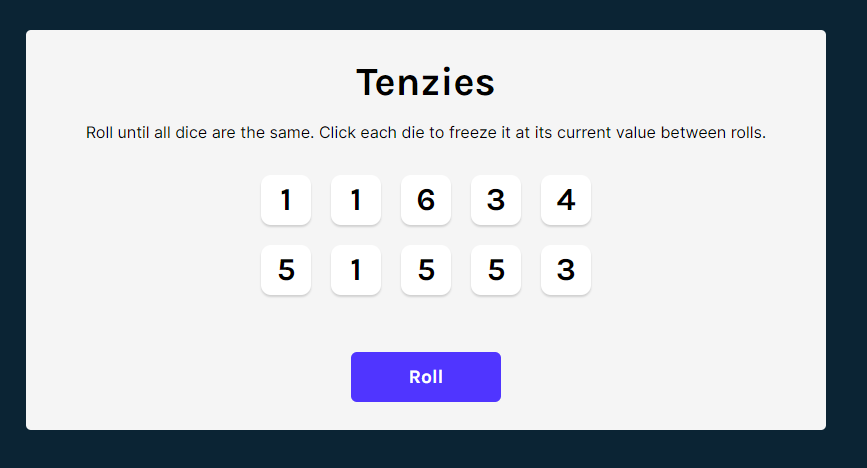 Tenzies
Roll until all dice are the same. Click each die to freeze it at its current value between rolls.
1 1 6 3 4
5 1 5 5 3
Roll